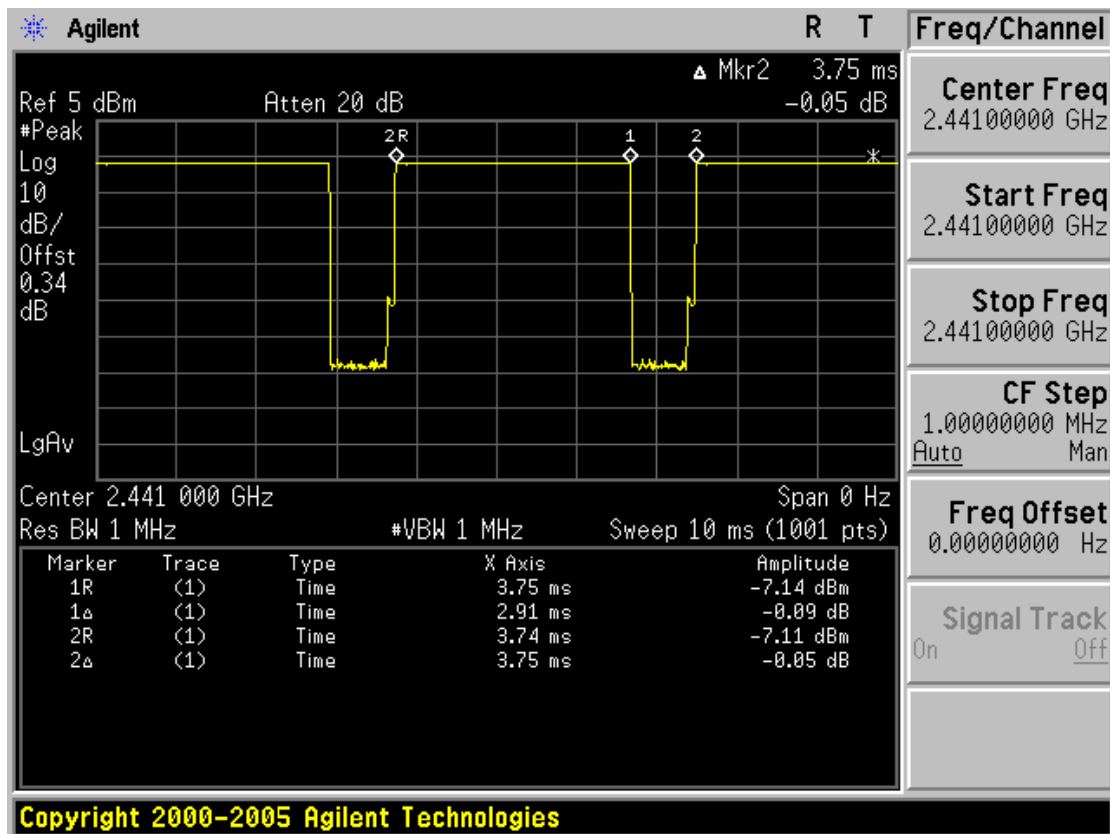 Agilent R T Freq/Channel
Δ Mkr2 3.75 ms
Ref 5 dBm Atten 20 dB -0.05 dB
#Peak
Log
10
dB/
Offst
0.34
dB
LgAv
2R 1 2
Center 2.441 000 GHz Span 0 Hz
Res BW 1 MHz #VBW 1 MHz Sweep 10 ms (1001 pts)
Marker Trace Type X Axis Amplitude
1R (1) Time 3.75 ms -7.14 dBm
1Δ (1) Time 2.91 ms -0.09 dB
2R (1) Time 3.74 ms -7.11 dBm
2Δ (1) Time 3.75 ms -0.05 dB
Center Freq
2.44100000 GHz
Start Freq
2.44100000 GHz
Stop Freq
2.44100000 GHz
CF Step
1.00000000 MHz
Auto Man
Freq Offset
0.00000000 Hz
Signal Track
On Off
Copyright 2000-2005 Agilent Technologies